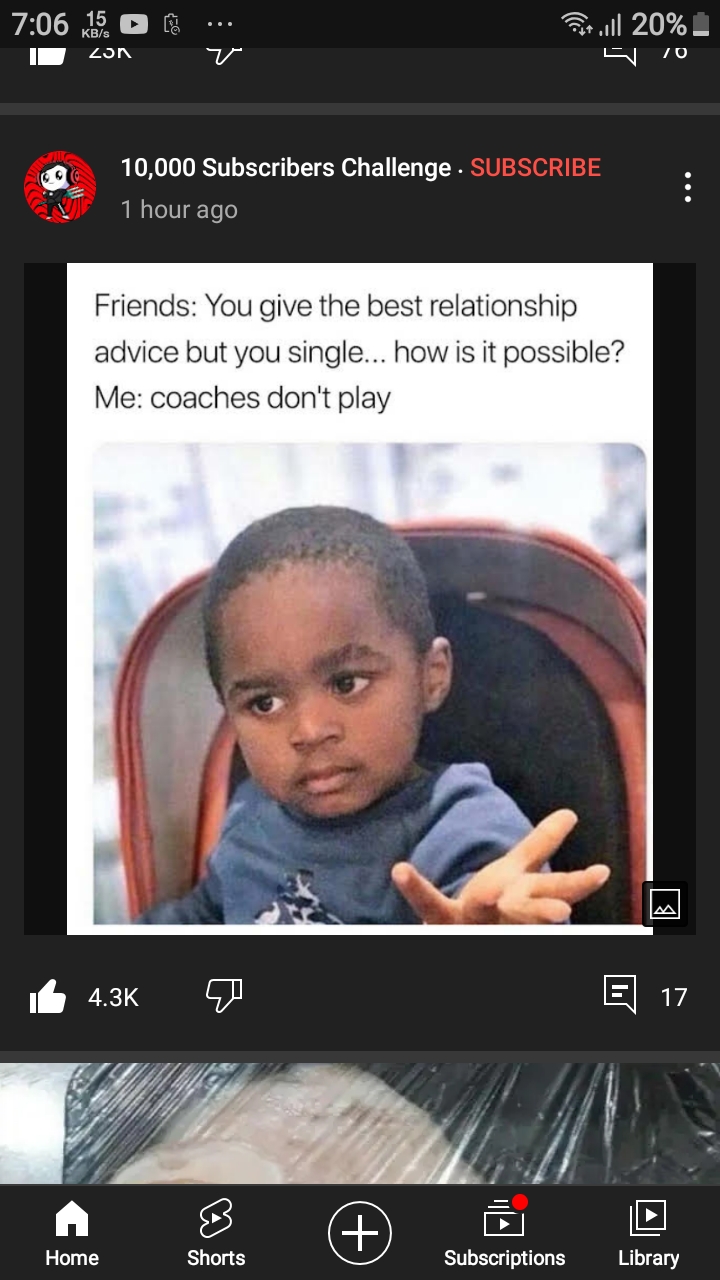 7:06 15 KB/s 20%
23K 76
10,000 Subscribers Challenge · SUBSCRIBE
1 hour ago
Friends: You give the best relationship
advice but you single... how is it possible?
Me: coaches don't play
4.3K 17
Home Shorts Subscriptions Library